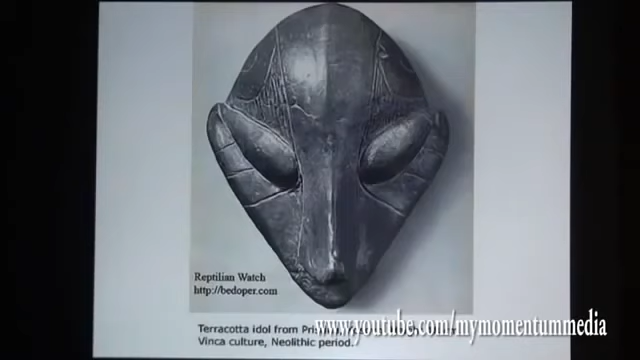 Reptilian Watch
http://bedoper.com
Terracotta idol from
Vinca culture, Neolithic period.
www.youtube.com/mymomentummedia